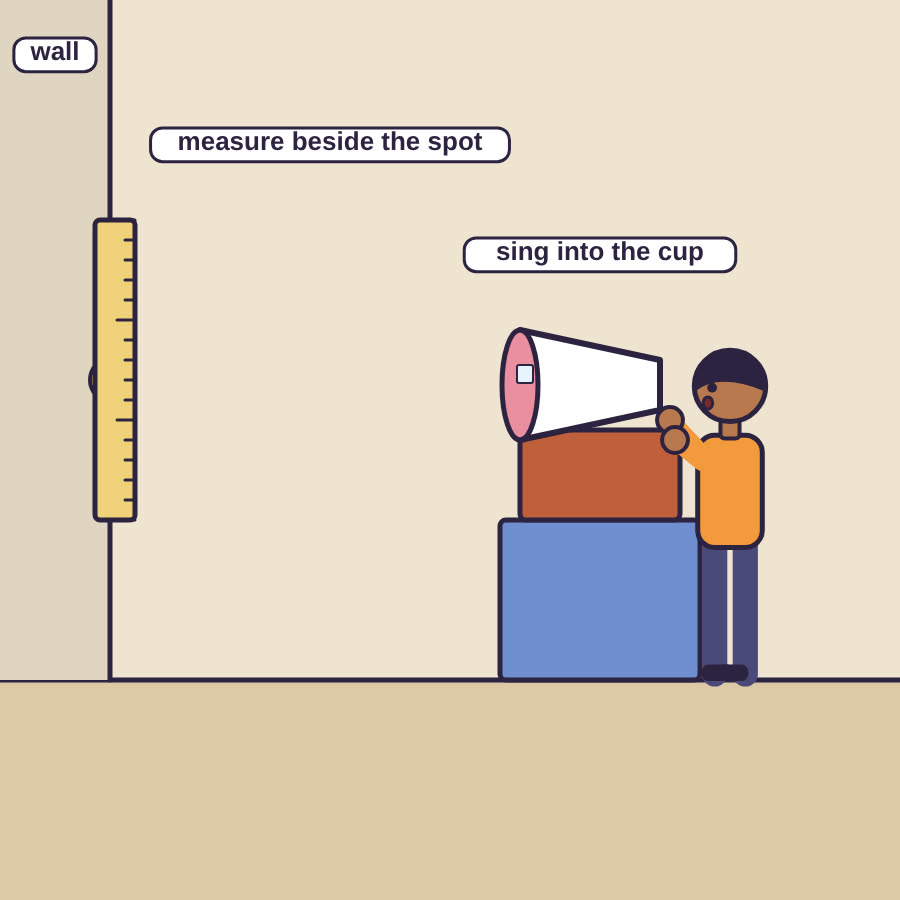 wall
measure beside the spot
sing into the cup